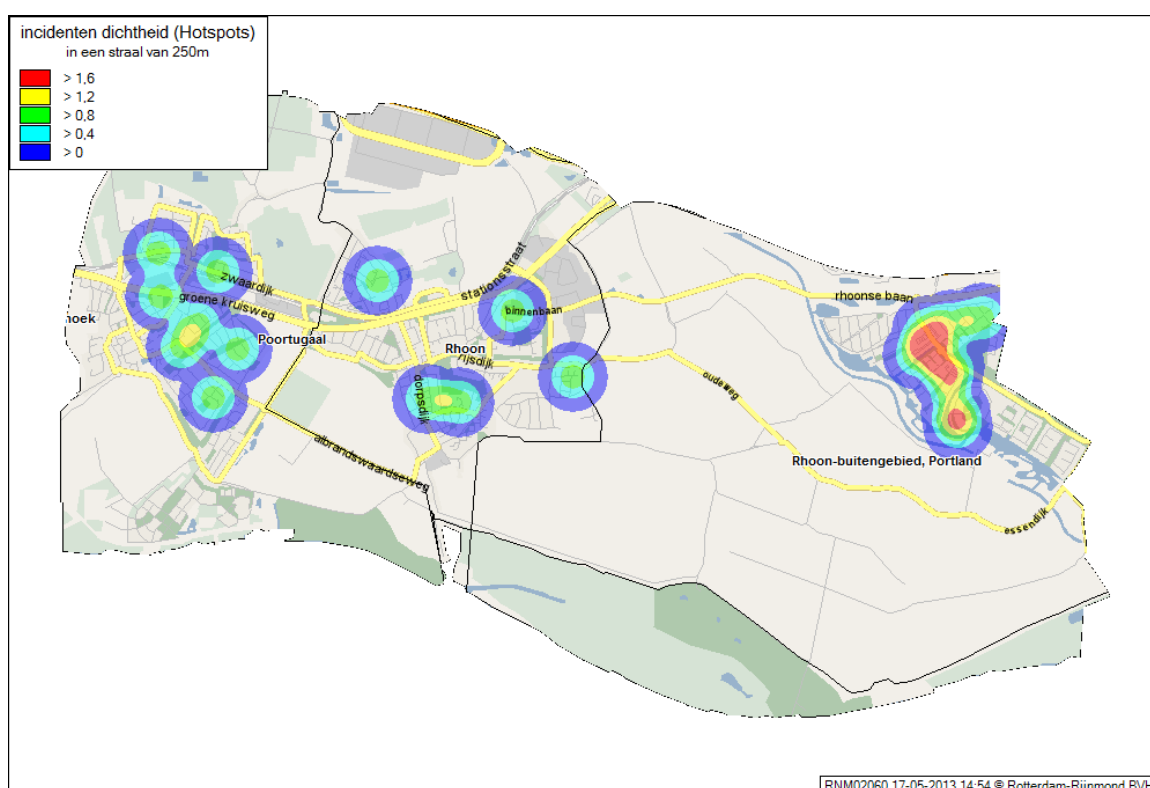 incidenten dichtheid (Hotspots)
in een straal van 250m
> 1,6
> 1,2
> 0,8
> 0,4
> 0
stationsstraat
zwaardijk
groene kruisweg
rhoonse baan
binnenbaan
hoek
Poortugaal
Rhoon
rijsdijk
oudeweg
dorpsdijk
albrandswaardseweg
Rhoon-buitengebied, Portland
essendijk
RNM02060 17-05-2013 14:54 © Rotterdam-Rijnmond BVH